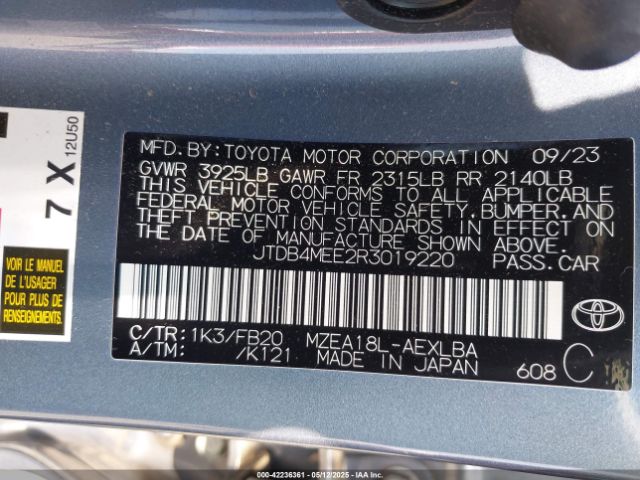 MFD. BY: TOYOTA MOTOR CORPORATION 09/23
GVWR 3925LB GAWR FR 2315LB RR 2140LB
THIS VEHICLE CONFORMS TO ALL APPLICABLE
FEDERAL MOTOR VEHICLE SAFETY, BUMPER, AND
THEFT PREVENTION STANDARDS IN EFFECT ON
THE DATE OF MANUFACTURE SHOWN ABOVE.
JTDB4MEE2R3019220 PASS. CAR
C/TR: 1K3/FB20 MZEA18L-AEXLBA
A/TM: /K121 MADE IN JAPAN 608 C
TOYOTA
7 X 12U50
VOIR MANUEL
DE L'USAGER
POUR PLUS DE
RENSEIGNEMENTS.
00-42236361 - 05/12/2025 - IAA Inc.